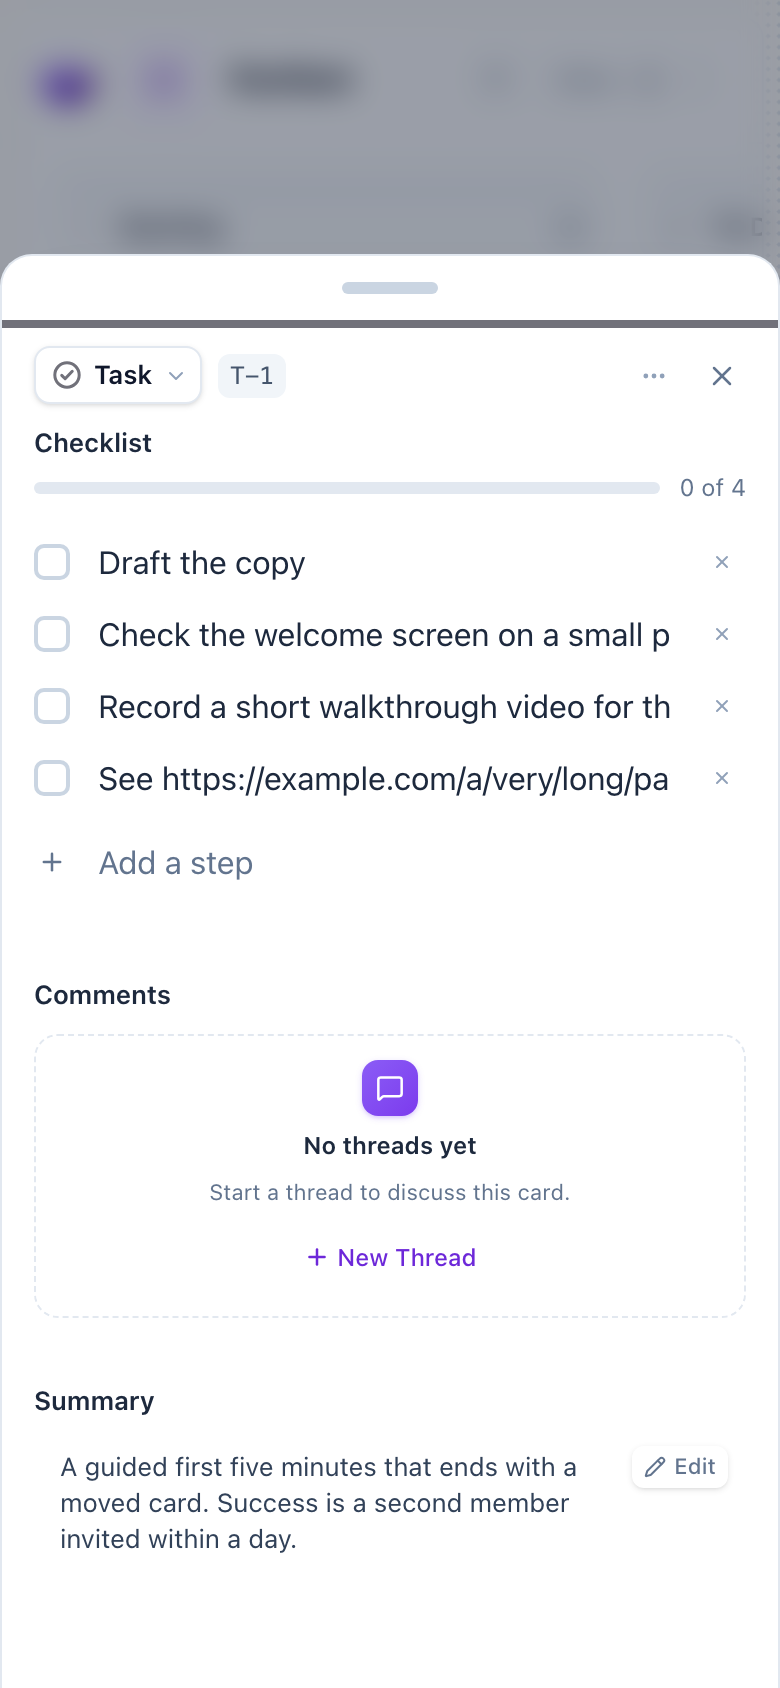 Task
T–1
Checklist
0 of 4
Draft the copy
Check the welcome screen on a small p
Record a short walkthrough video for th
See https://example.com/a/very/long/pa
Add a step
Comments
No threads yet
Start a thread to discuss this card.
+ New Thread
Summary
Edit
A guided first five minutes that ends with a
moved card. Success is a second member
invited within a day.